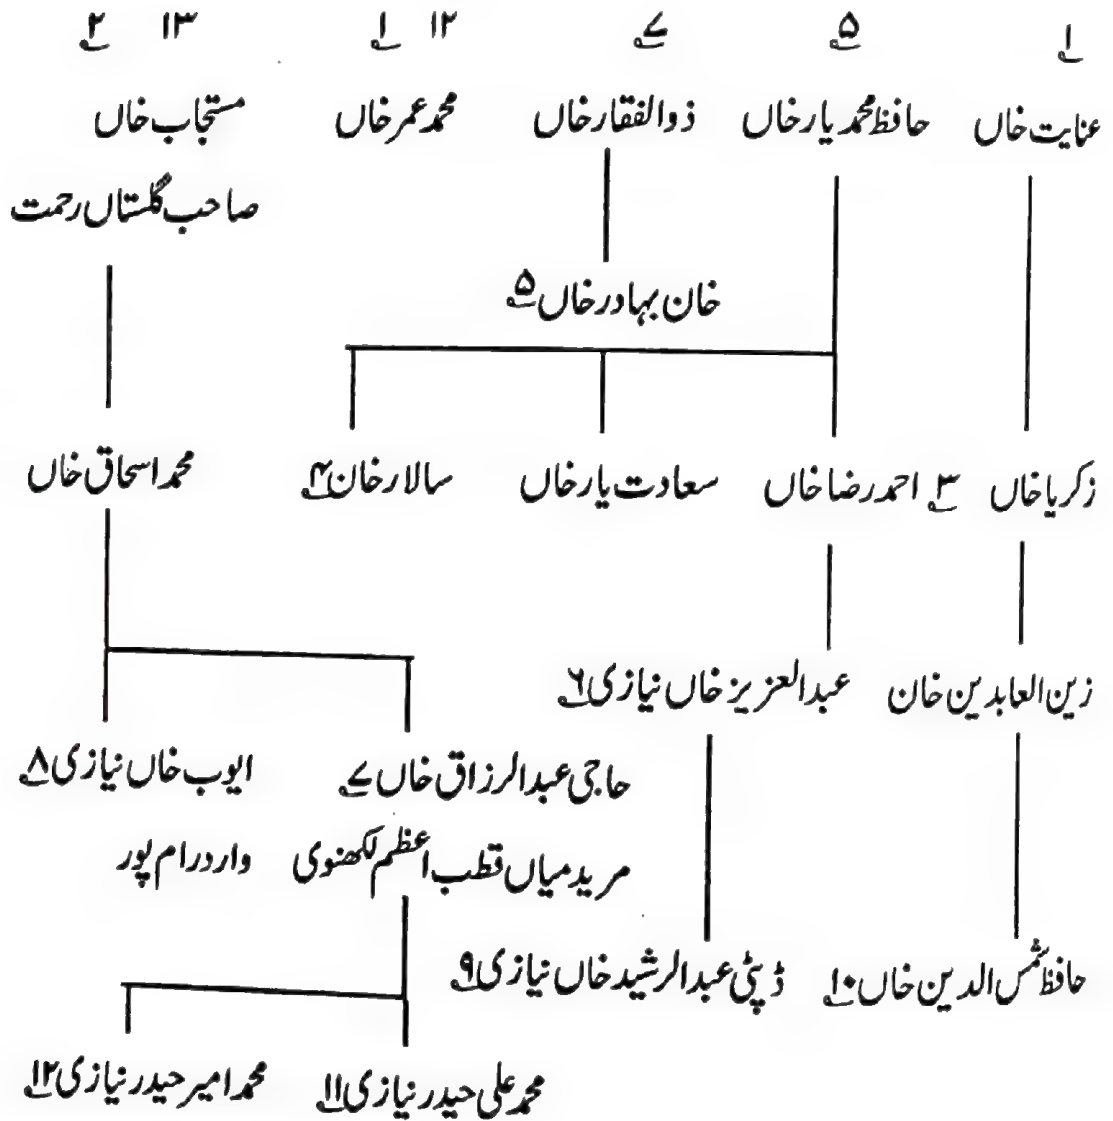 ۱ ۵ ۷ ۱۲ ۱ ۱۳ ۲
عنایت خاں حافظ محمد یار خاں ذوالفقار خاں محمد عمر خاں مستجاب خاں
صاحب گلستاں رحمت
خان بہادر خاں ۵
زکریا خاں ۳ احمد رضا خاں سعادت یار خاں سالار خان ۴ محمد اسحاق خاں
زین العابدین خان عبدالعزیز خاں نیازی ۶
حاجی عبدالرزاق خاں ۷ ایوب خاں نیازی ۸
مرید میاں قطب اعظم لکھنوی وارد رام پور
حافظ شمس الدین خاں ۱۰ ڈپٹی عبدالرشید خاں نیازی ۹
محمد علی حیدر نیازی ۱۱ محمد امیر حیدر نیازی ۱۲